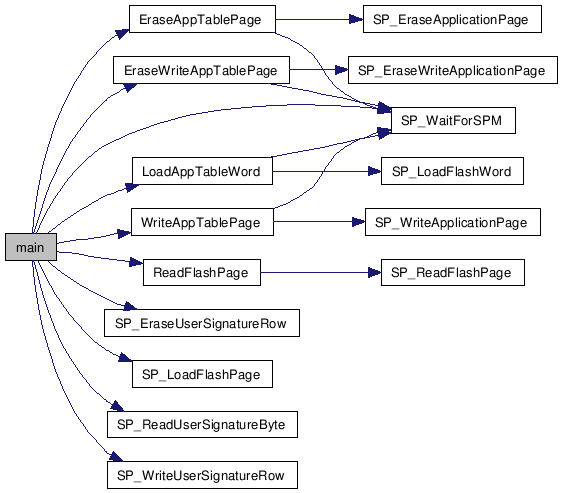 EraseAppTablePage
SP_EraseApplicationPage
EraseWriteAppTablePage
SP_EraseWriteApplicationPage
SP_WaitForSPM
LoadAppTableWord
SP_LoadFlashWord
WriteAppTablePage
SP_WriteApplicationPage
main
ReadFlashPage
SP_ReadFlashPage
SP_EraseUserSignatureRow
SP_LoadFlashPage
SP_ReadUserSignatureByte
SP_WriteUserSignatureRow